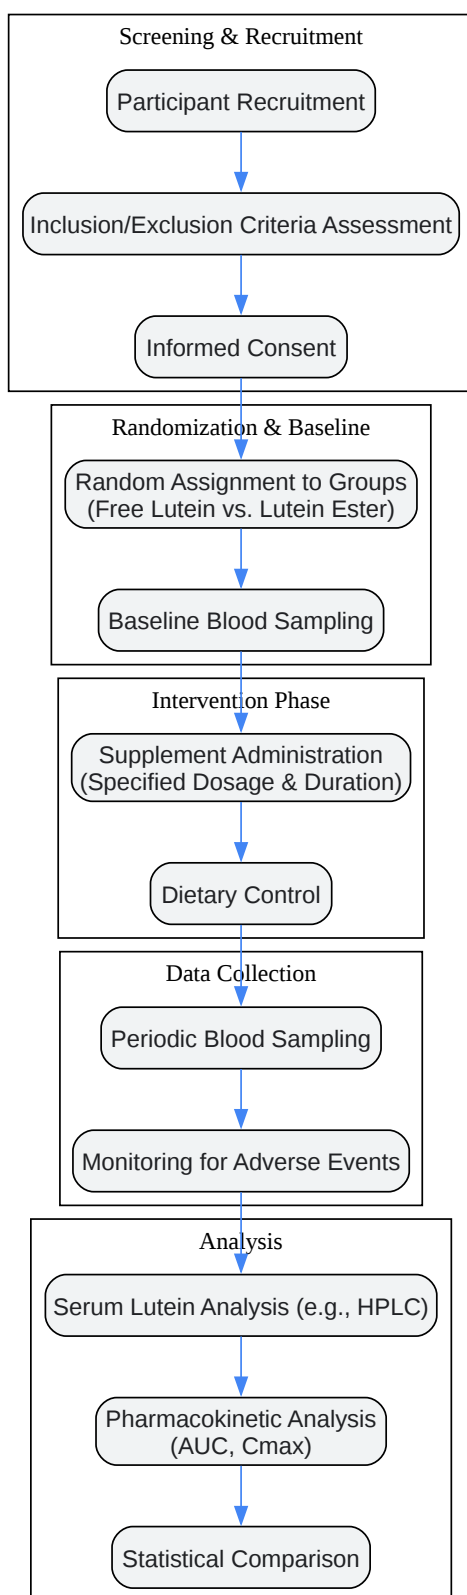 Screening & Recruitment
Participant Recruitment
Inclusion/Exclusion Criteria Assessment
Informed Consent
Randomization & Baseline
Random Assignment to Groups
(Free Lutein vs. Lutein Ester)
Baseline Blood Sampling
Intervention Phase
Supplement Administration
(Specified Dosage & Duration)
Dietary Control
Data Collection
Periodic Blood Sampling
Monitoring for Adverse Events
Analysis
Serum Lutein Analysis (e.g., HPLC)
Pharmacokinetic Analysis
(AUC, Cmax)
Statistical Comparison